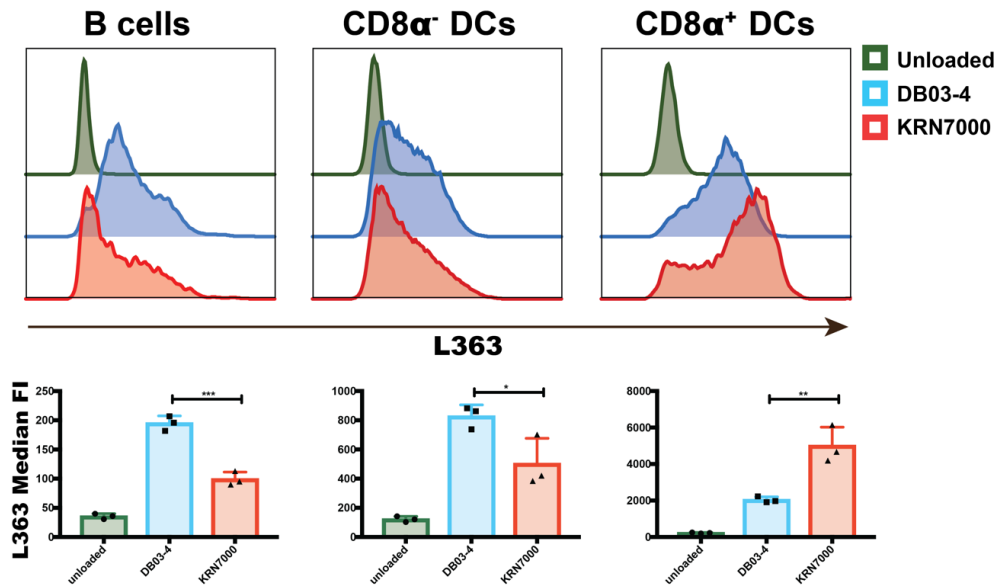 B cells
CD8α- DCs
CD8α+ DCs
Unloaded
DB03-4
KRN7000
L363
L363 Median FI
250
200
150
100
50
0
***
unloaded
DB03-4
KRN7000
1000
800
600
400
200
0
*
unloaded
DB03-4
KRN7000
8000
6000
4000
2000
0
**
unloaded
DB03-4
KRN7000